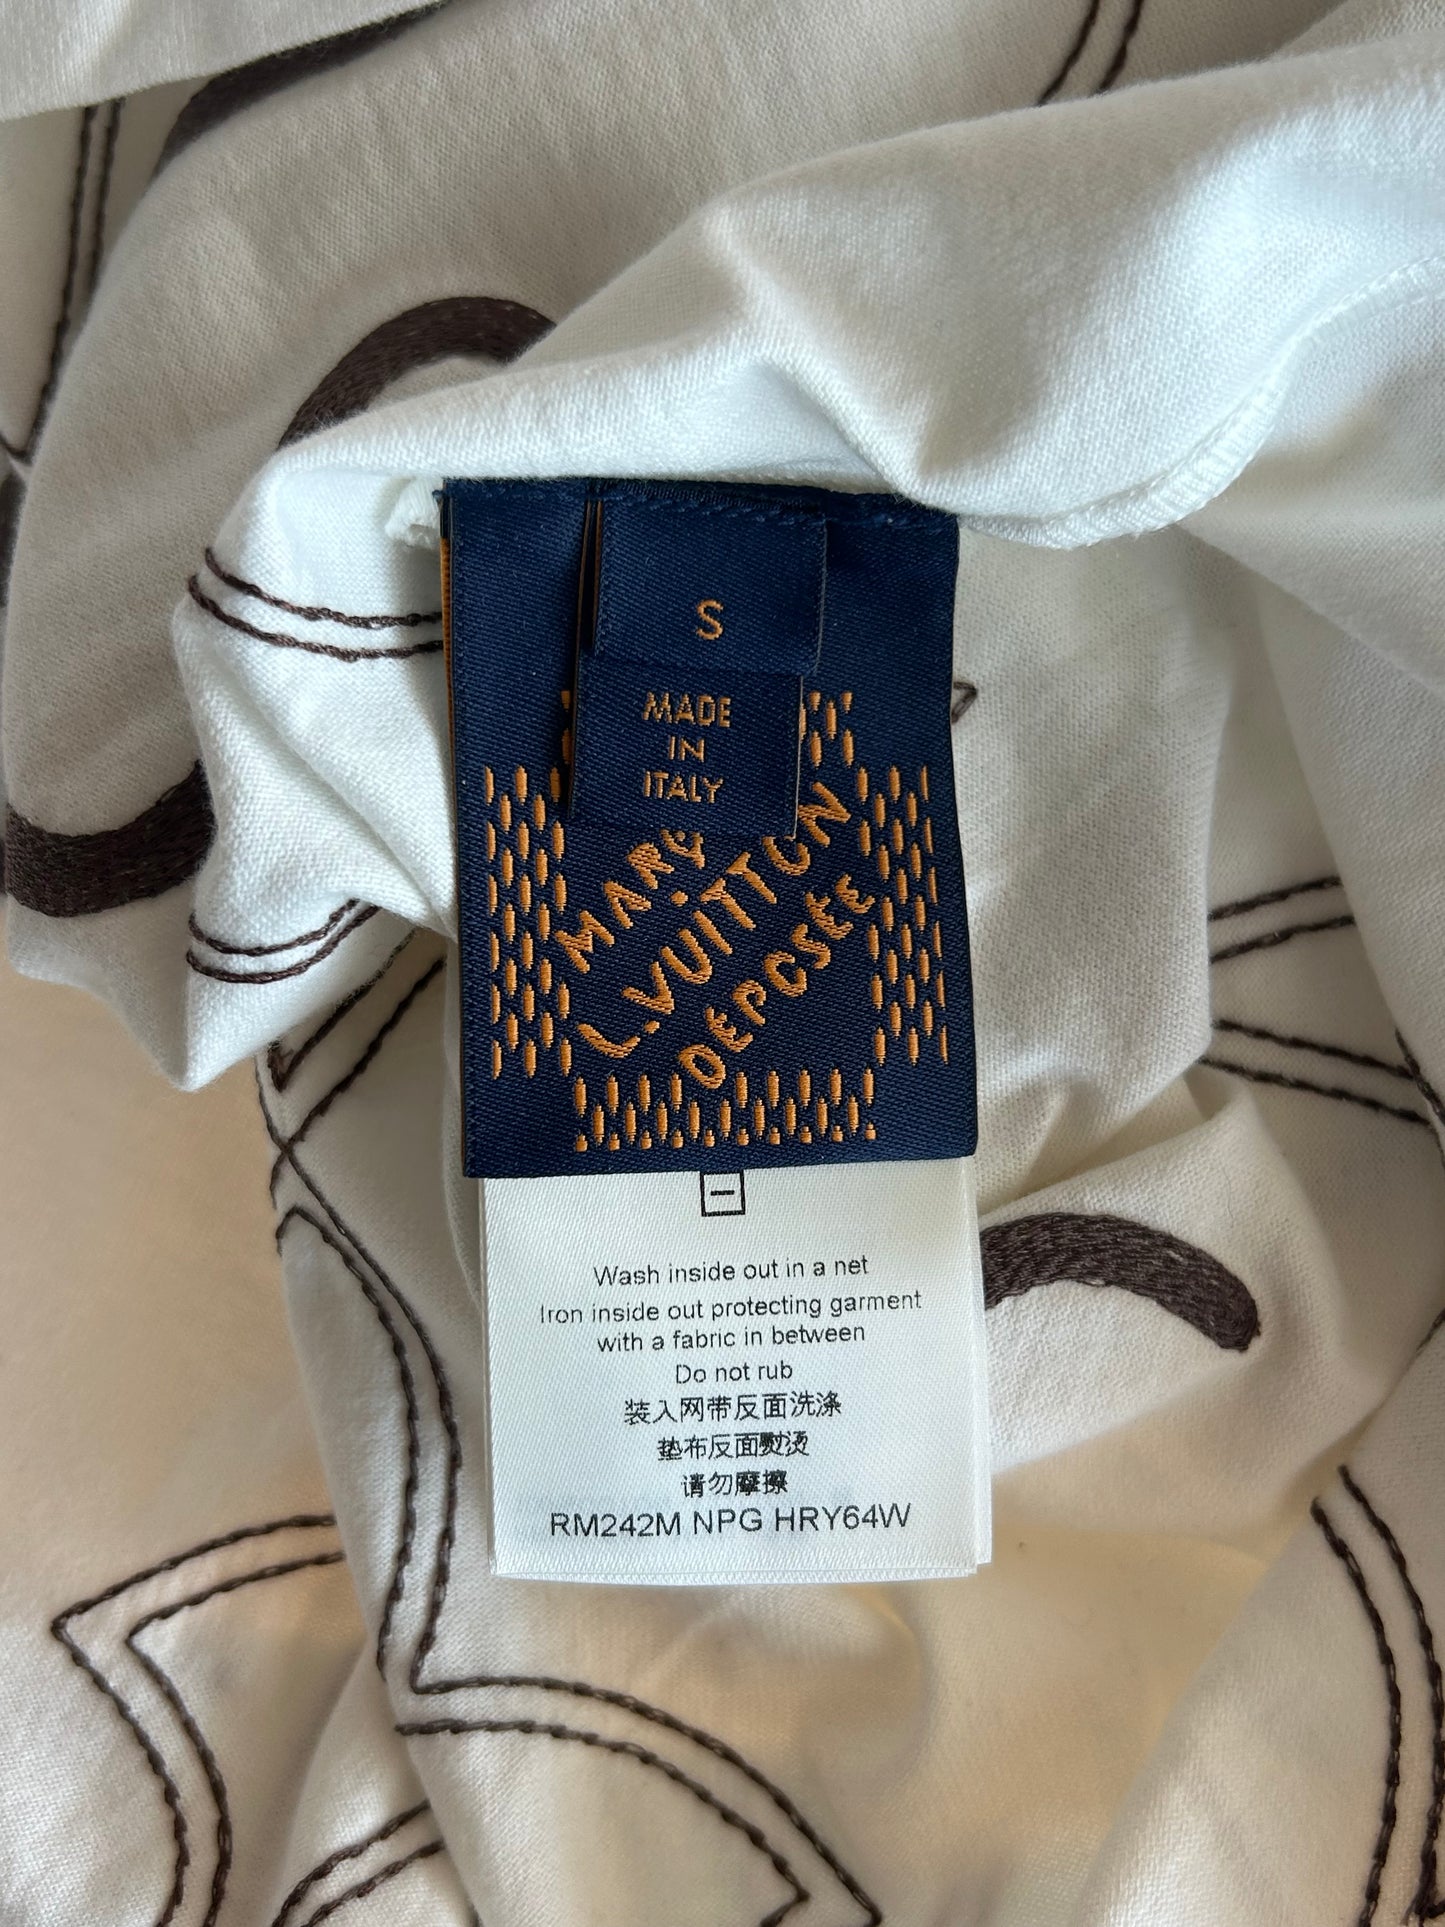 S
MADE
IN
ITALY
MARQ
L.VUITTON
DEPOSÉE
Wash inside out in a net
Iron inside out protecting garment
with a fabric in between
Do not rub
装入网带反面洗涤
垫布反面熨烫
请勿摩擦
RM242M NPG HRY64W